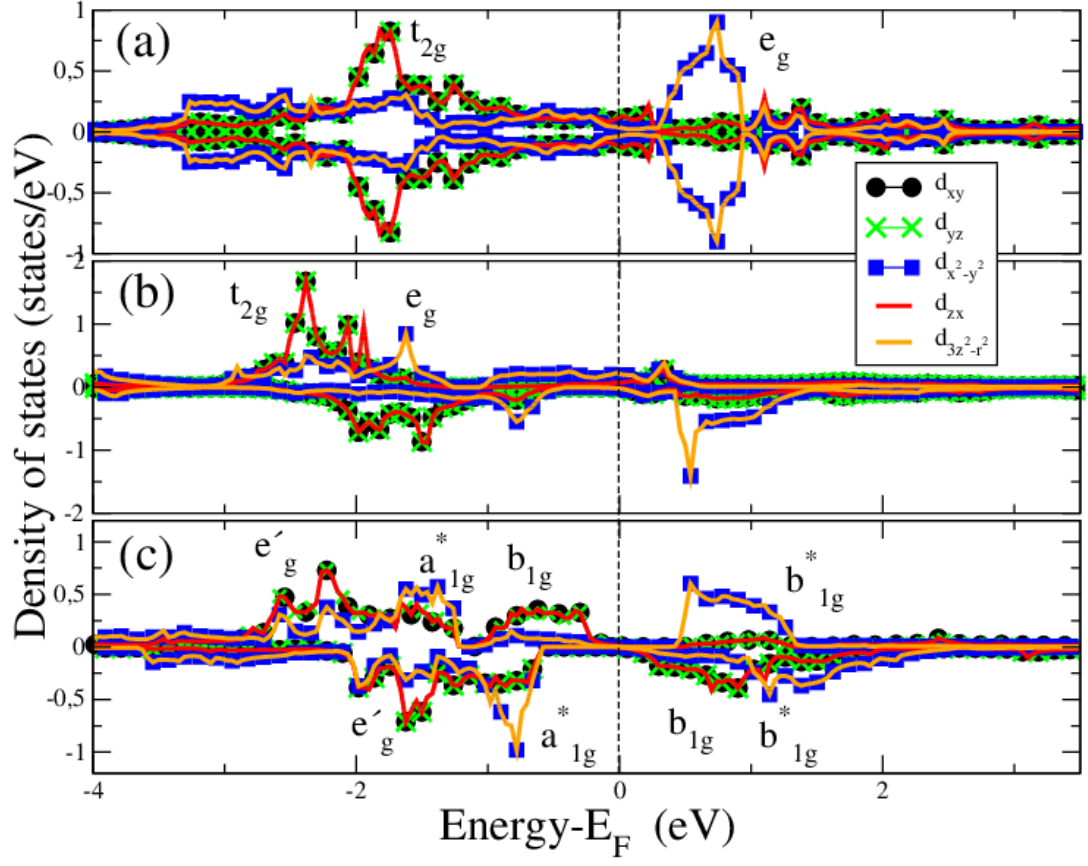 (a)
t2g
eg
1
0,5
0
-0,5
-1
dxy
dyz
dx²-y²
dzx
d3z²-r²
(b)
t2g
eg
2
1
0
-1
-2
(c)
e´g
a*1g
b1g
b*1g
1
0,5
0
-0,5
-1
e´g
a*1g
b1g
b*1g
-4
-2
0
2
Density of states (states/eV)
Energy-EF (eV)